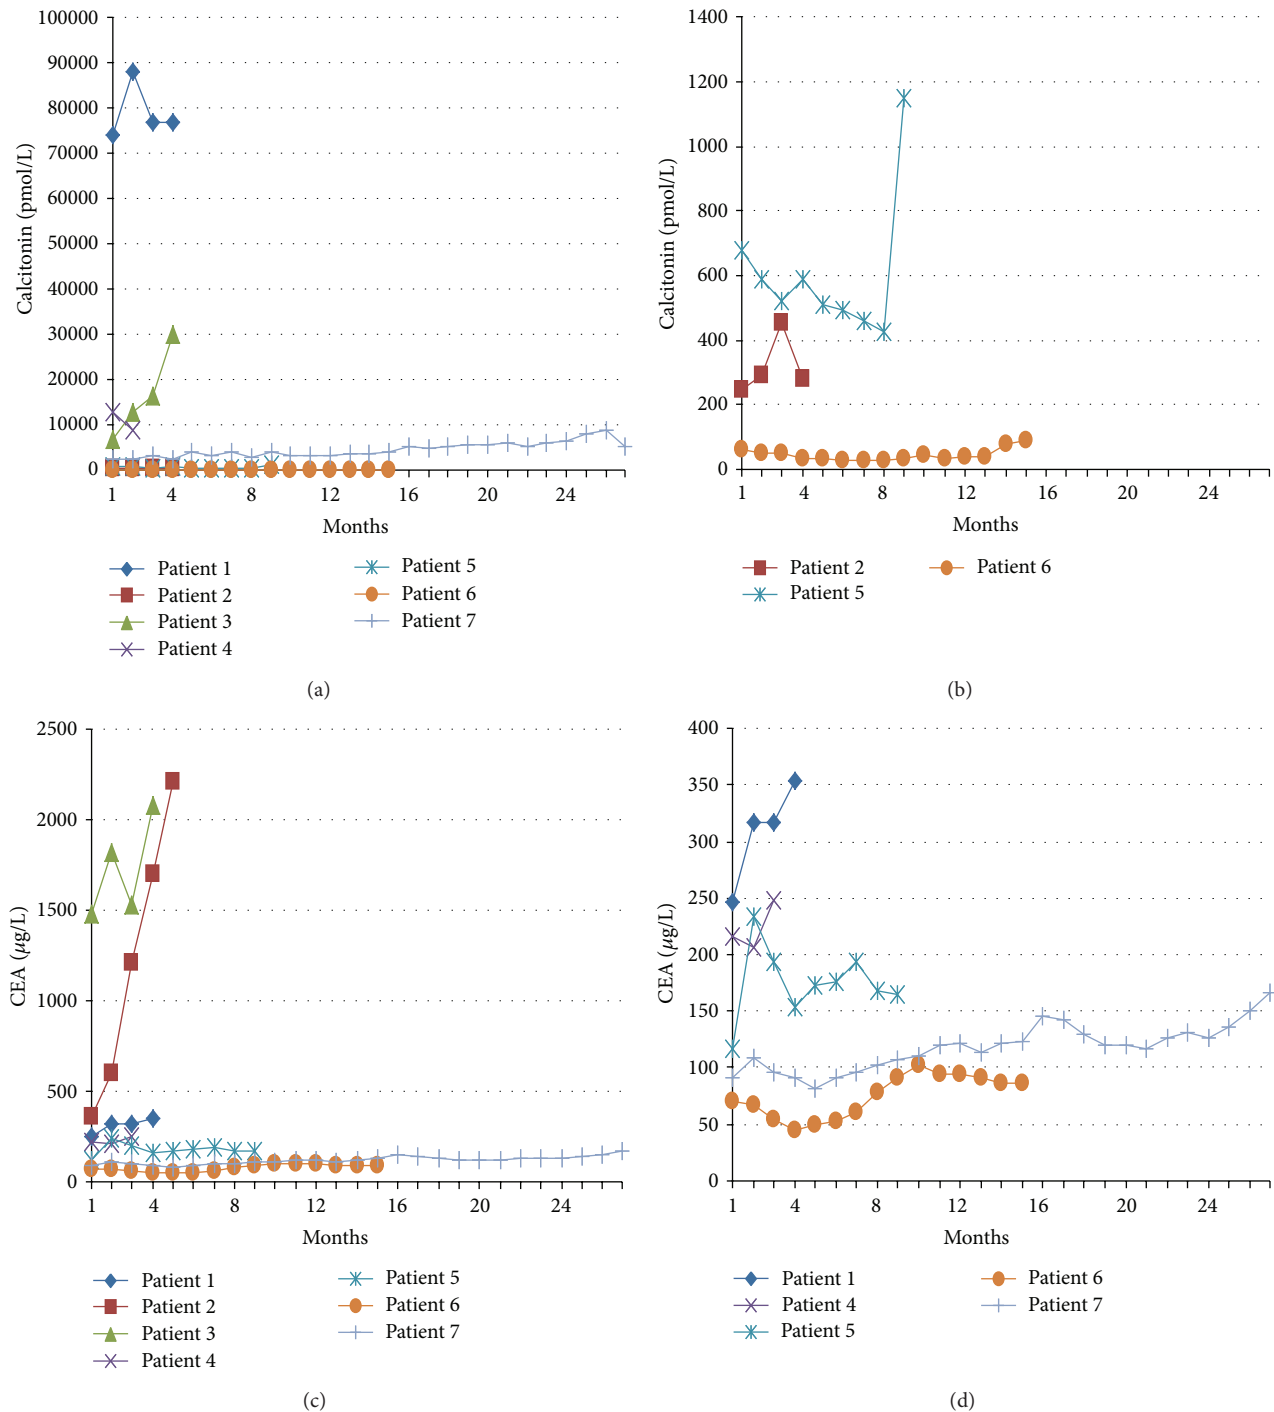 100000
90000
80000
70000
60000
50000
40000
30000
20000
10000
0
Calcitonin (pmol/L)
1 4 8 12 16 20 24
Months
Patient 1
Patient 2
Patient 3
Patient 4
Patient 5
Patient 6
Patient 7
(a)
1400
1200
1000
800
600
400
200
0
Calcitonin (pmol/L)
1 4 8 12 16 20 24
Months
Patient 2
Patient 5
Patient 6
(b)
2500
2000
1500
1000
500
0
CEA (μg/L)
1 4 8 12 16 20 24
Months
Patient 1
Patient 2
Patient 3
Patient 4
Patient 5
Patient 6
Patient 7
(c)
400
350
300
250
200
150
100
50
0
CEA (μg/L)
1 4 8 12 16 20 24
Months
Patient 1
Patient 4
Patient 5
Patient 6
Patient 7
(d)